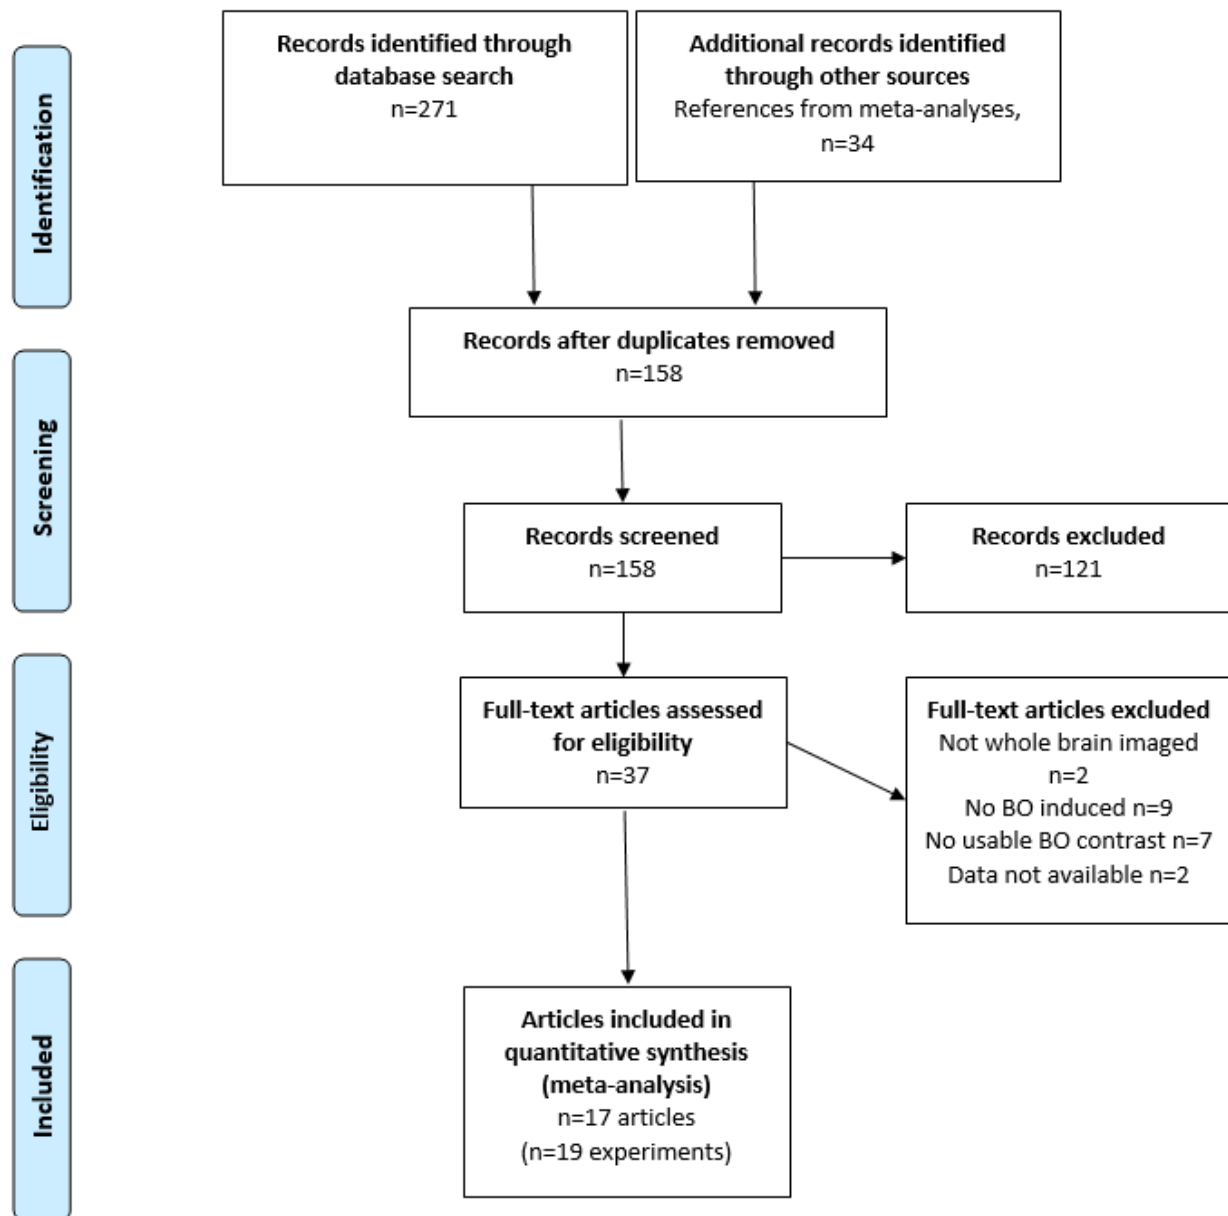 Identification
Records identified through
database search
n=271
Additional records identified
through other sources
References from meta-analyses,
n=34
Records after duplicates removed
n=158
Screening
Records screened
n=158
Records excluded
n=121
Eligibility
Full-text articles assessed
for eligibility
n=37
Full-text articles excluded
Not whole brain imaged
n=2
No BO induced n=9
No usable BO contrast n=7
Data not available n=2
Included
Articles included in
quantitative synthesis
(meta-analysis)
n=17 articles
(n=19 experiments)